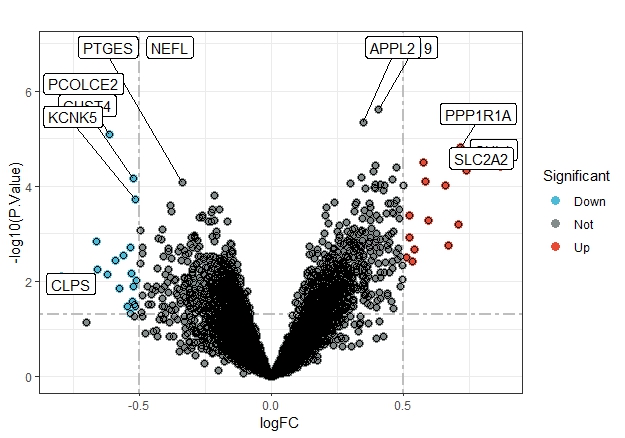 PTGES
NEFL
APPL2
9
PCOLCE2
KCNK5
PPP1R1A
SLC2A2
CLPS
6
4
2
0
-0.5
0.0
0.5
logFC
-log10(P.Value)
Significant
Down
Not
Up